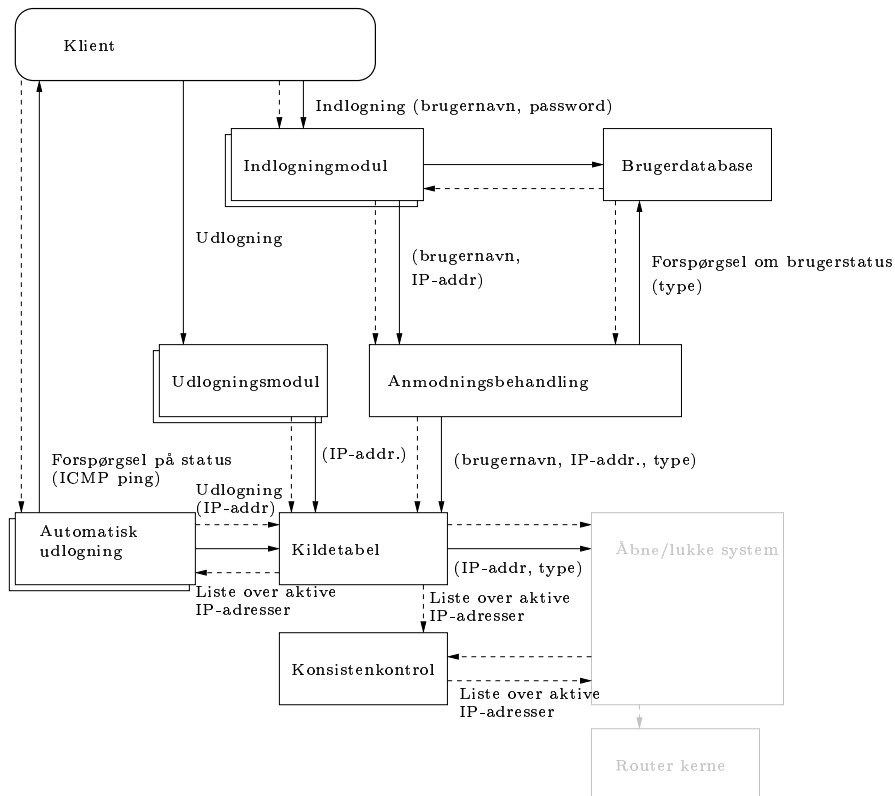 Klient
Indlogning (brugernavn, password)
Indlogningmodul
Brugerdatabase
Udlogning
(brugernavn,
IP-addr)
Forspørgsel om brugerstatus
(type)
Udlogningsmodul
Anmodningsbehandling
Forspørgsel på status
(ICMP ping)
(IP-addr.)
(brugernavn, IP-addr., type)
Udlogning
(IP-addr)
Automatisk
udlogning
Kildetabel
Åbne/lukke system
(IP-addr, type)
Liste over aktive
IP-adresser
Liste over aktive
IP-adresser
Konsistenkontrol
Liste over aktive
IP-adresser
Router kerne